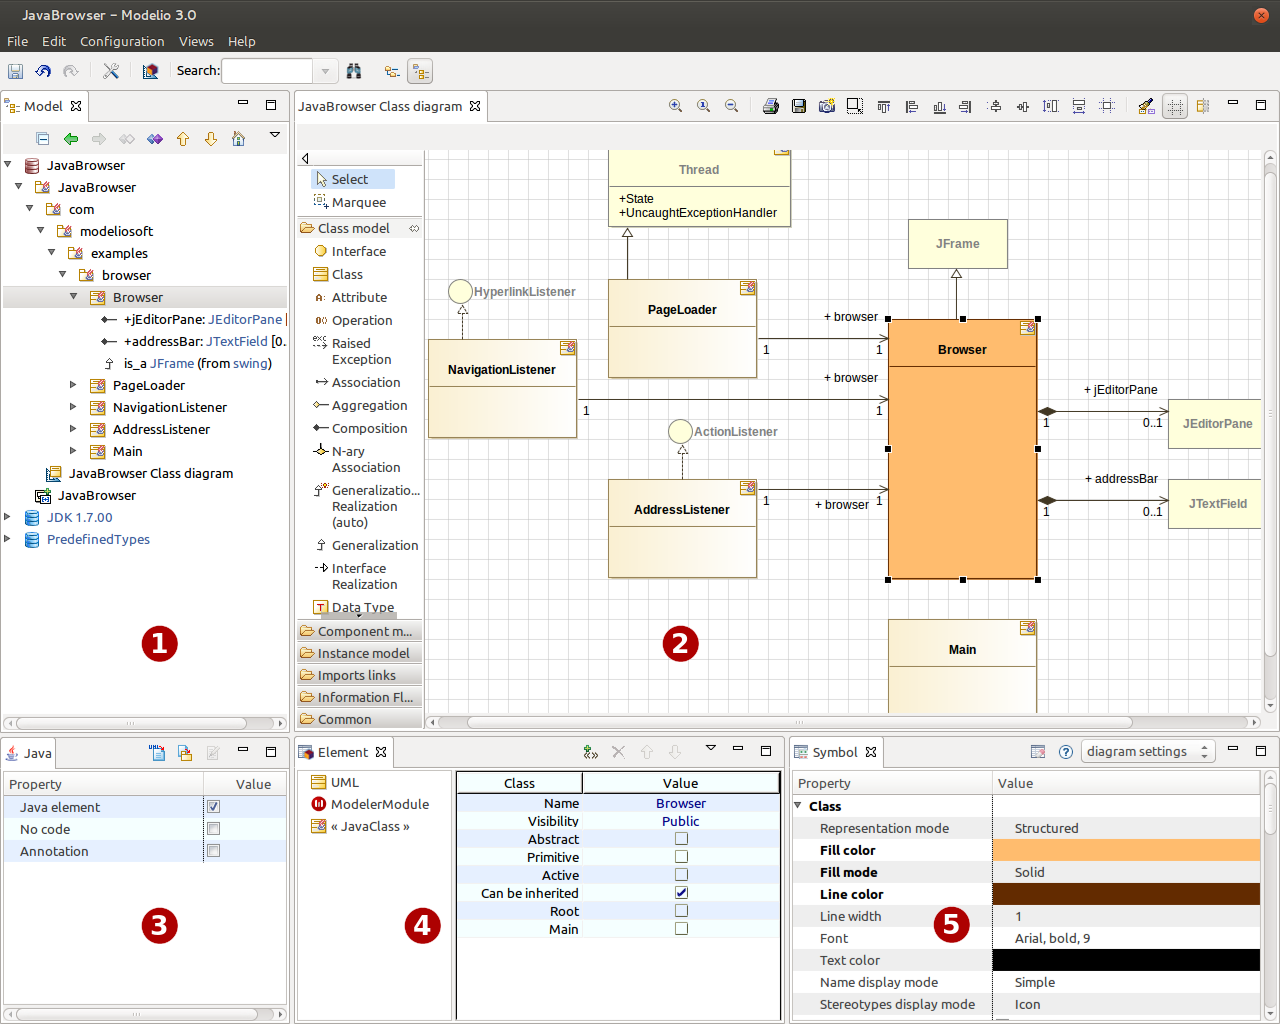 JavaBrowser – Modelio 3.0
File Edit Configuration Views Help
Search:
Model
JavaBrowser
JavaBrowser
com
modeliosoft
examples
browser
Browser
+jEditorPane: JEditorPane
+addressBar: JTextField [0.
is_a JFrame (from swing)
PageLoader
NavigationListener
AddressListener
Main
JavaBrowser Class diagram
JavaBrowser
JDK 1.7.00
PredefinedTypes
1
JavaBrowser Class diagram
Select
Marquee
Class model
Interface
Class
Attribute
Operation
Raised
Exception
Association
Aggregation
Composition
N-ary
Association
Generalizatio...
Realization
(auto)
Generalization
Interface
Realization
Data Type
Component m...
Instance model
Imports links
Information Fl...
Common
Thread
+State
+UncaughtExceptionHandler
JFrame
HyperlinkListener
PageLoader
+ browser
1 1
Browser
NavigationListener
+ browser
1 1
+ jEditorPane
1 0..1
JEditorPane
ActionListener
AddressListener
1 + browser 1
+ addressBar
1 0..1
JTextField
2
Main
Java
Property Value
Java element
No code
Annotation
3
Element
UML
ModelerModule
« JavaClass »
4
Class Value
Name Browser
Visibility Public
Abstract
Primitive
Active
Can be inherited
Root
Main
Symbol
diagram settings
Property Value
Class
Representation mode Structured
Fill color
Fill mode Solid
Line color
Line width 1
5
Font Arial, bold, 9
Text color
Name display mode Simple
Stereotypes display mode Icon